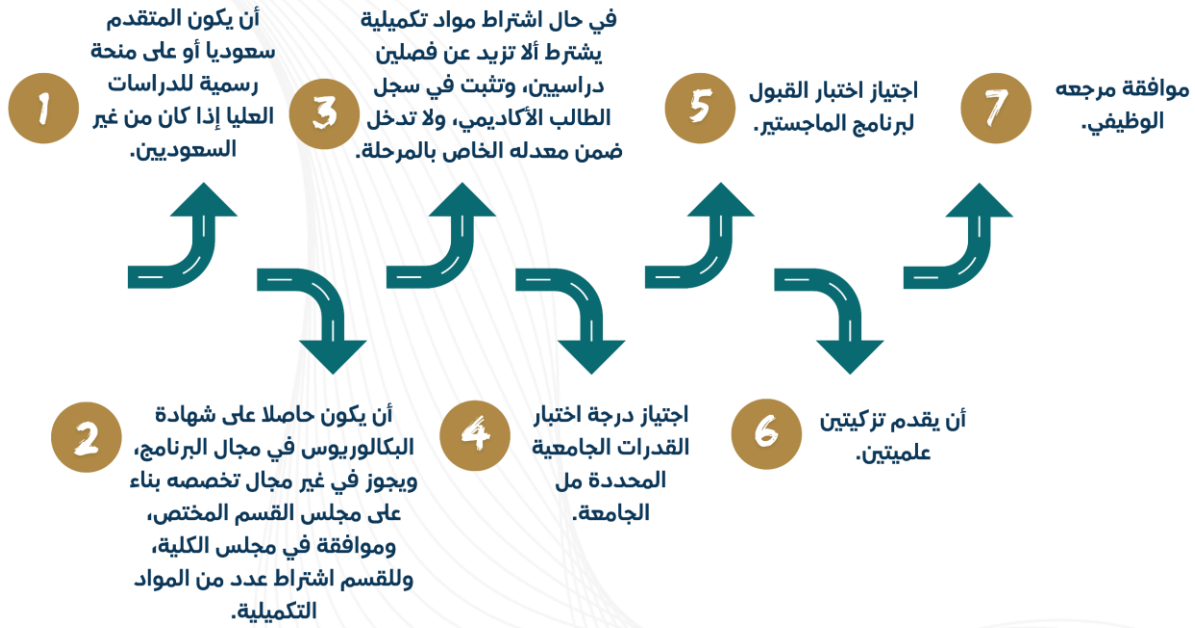 1
أن يكون المتقدم
سعوديا أو على منحة
رسمية للدراسات
العليا إذا كان من غير
السعوديين.
2
أن يكون حاصلا على شهادة
البكالوريوس في مجال البرنامج،
ويجوز في غير مجال تخصصه بناء
على مجلس القسم المختص،
وموافقة في مجلس الكلية،
وللقسم اشتراط عدد من المواد
التكميلية.
3
في حال اشتراط مواد تكميلية
يشترط ألا تزيد عن فصلين
دراسيين، وتثبت في سجل
الطالب الأكاديمي، ولا تدخل
ضمن معدله الخاص بالمرحلة.
4
اجتياز درجة اختبار
القدرات الجامعية
المحددة مل
الجامعة.
5
اجتياز اختبار القبول
لبرنامج الماجستير.
6
أن يقدم تزكيتين
علميتين.
7
موافقة مرجعه
الوظيفي.